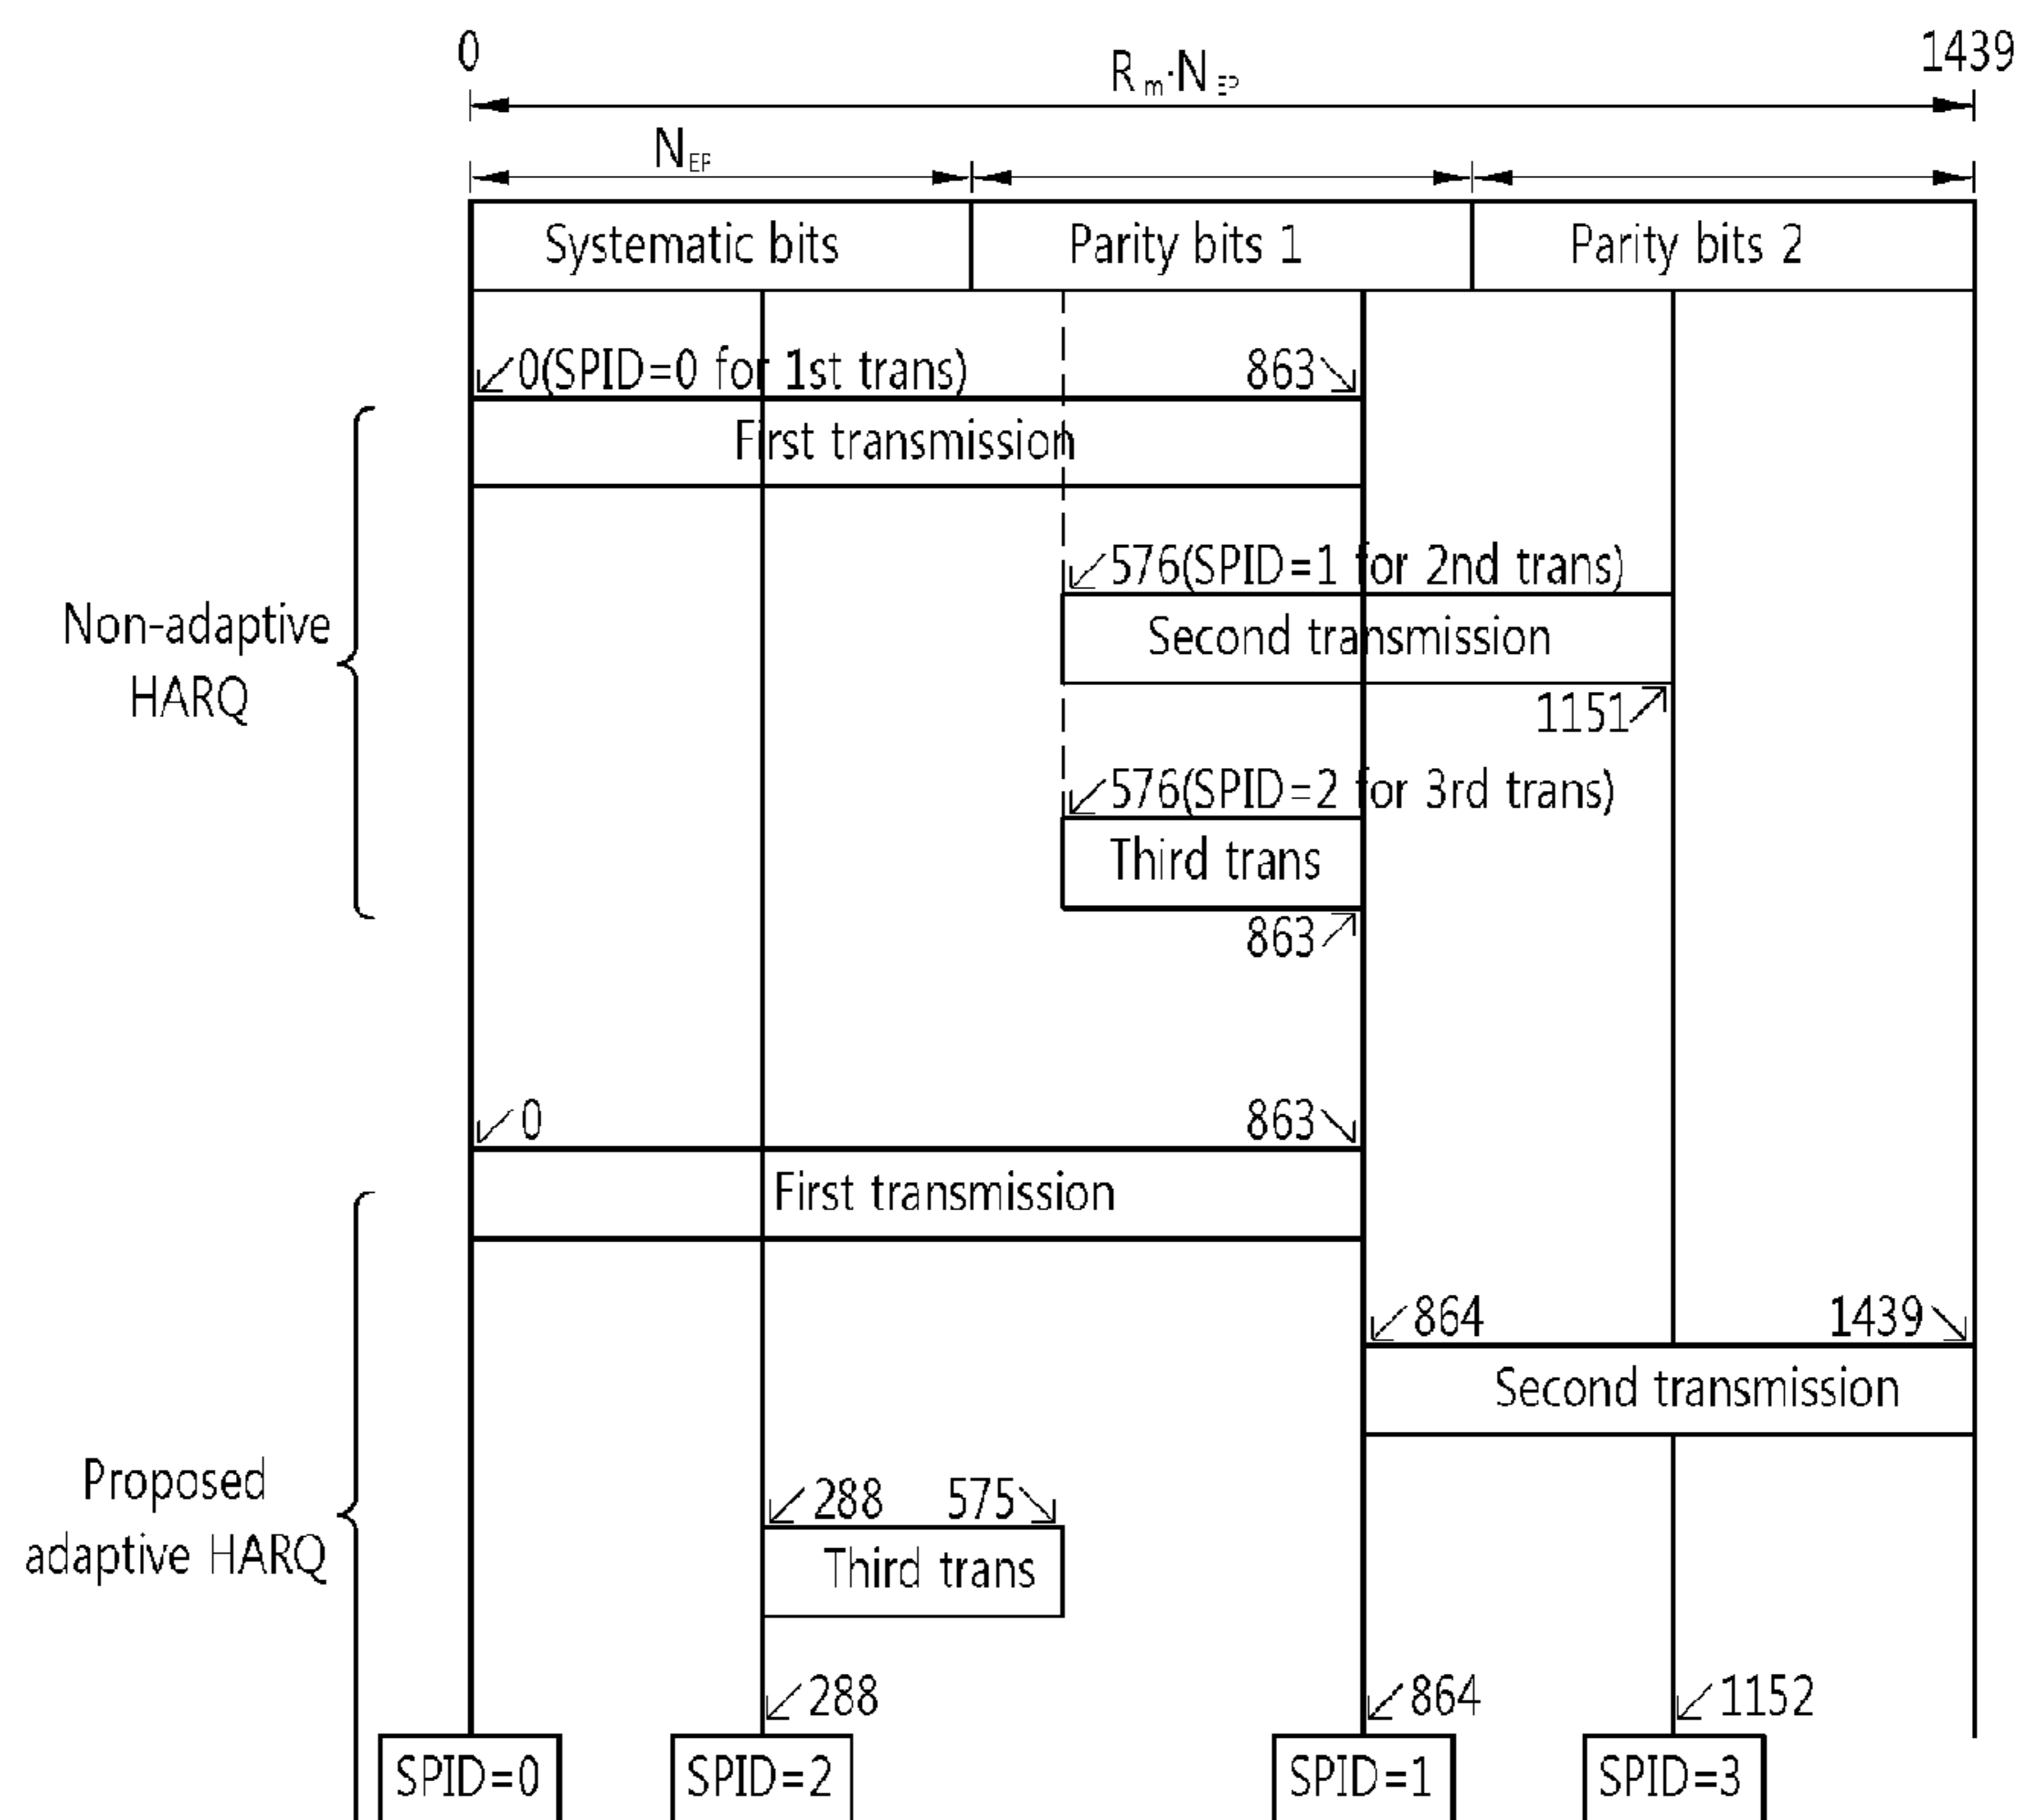 0
1439
Rm·NEP
NEP
Systematic bits
Parity bits 1
Parity bits 2
0(SPID=0 for 1st trans)
863
First transmission
576(SPID=1 for 2nd trans)
Second transmission
1151
Non-adaptive
HARQ
576(SPID=2 for 3rd trans)
Third trans
863
0
863
First transmission
864
1439
Second transmission
Proposed
adaptive HARQ
288
575
Third trans
288
864
1152
SPID=0
SPID=2
SPID=1
SPID=3